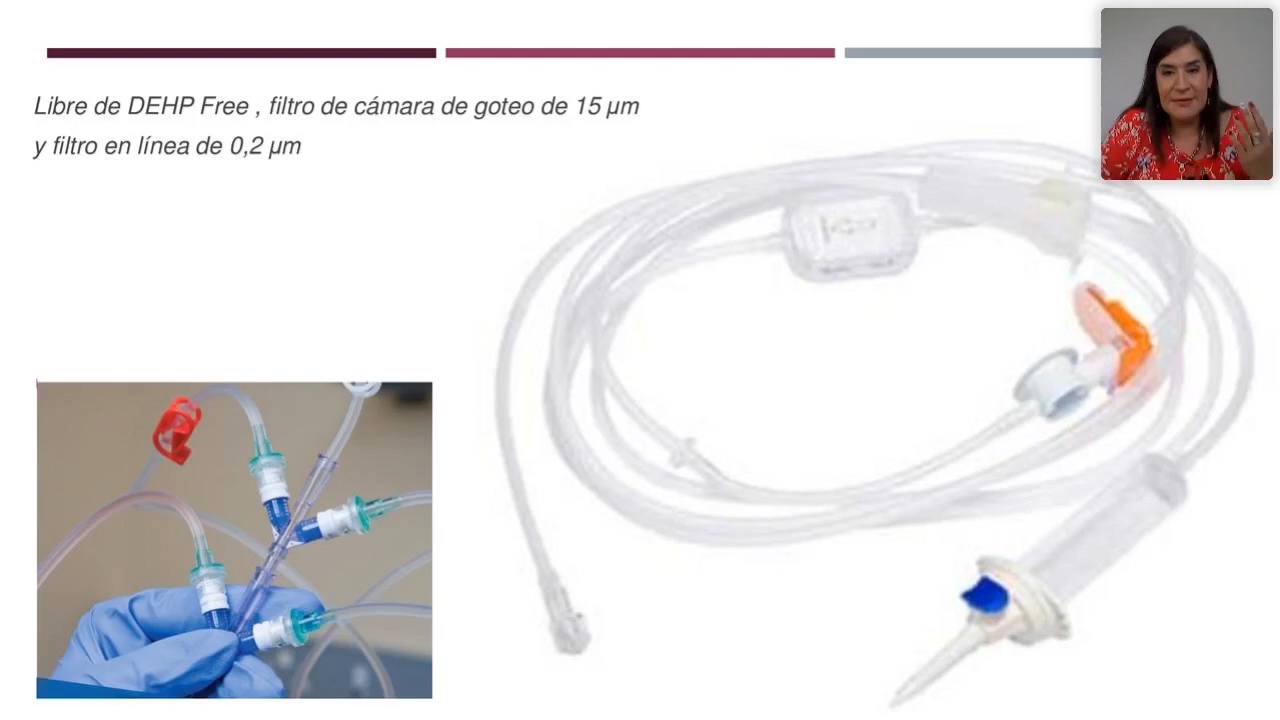 Libre de DEHP Free , filtro de cámara de goteo de 15 µm
y filtro en línea de 0,2 µm